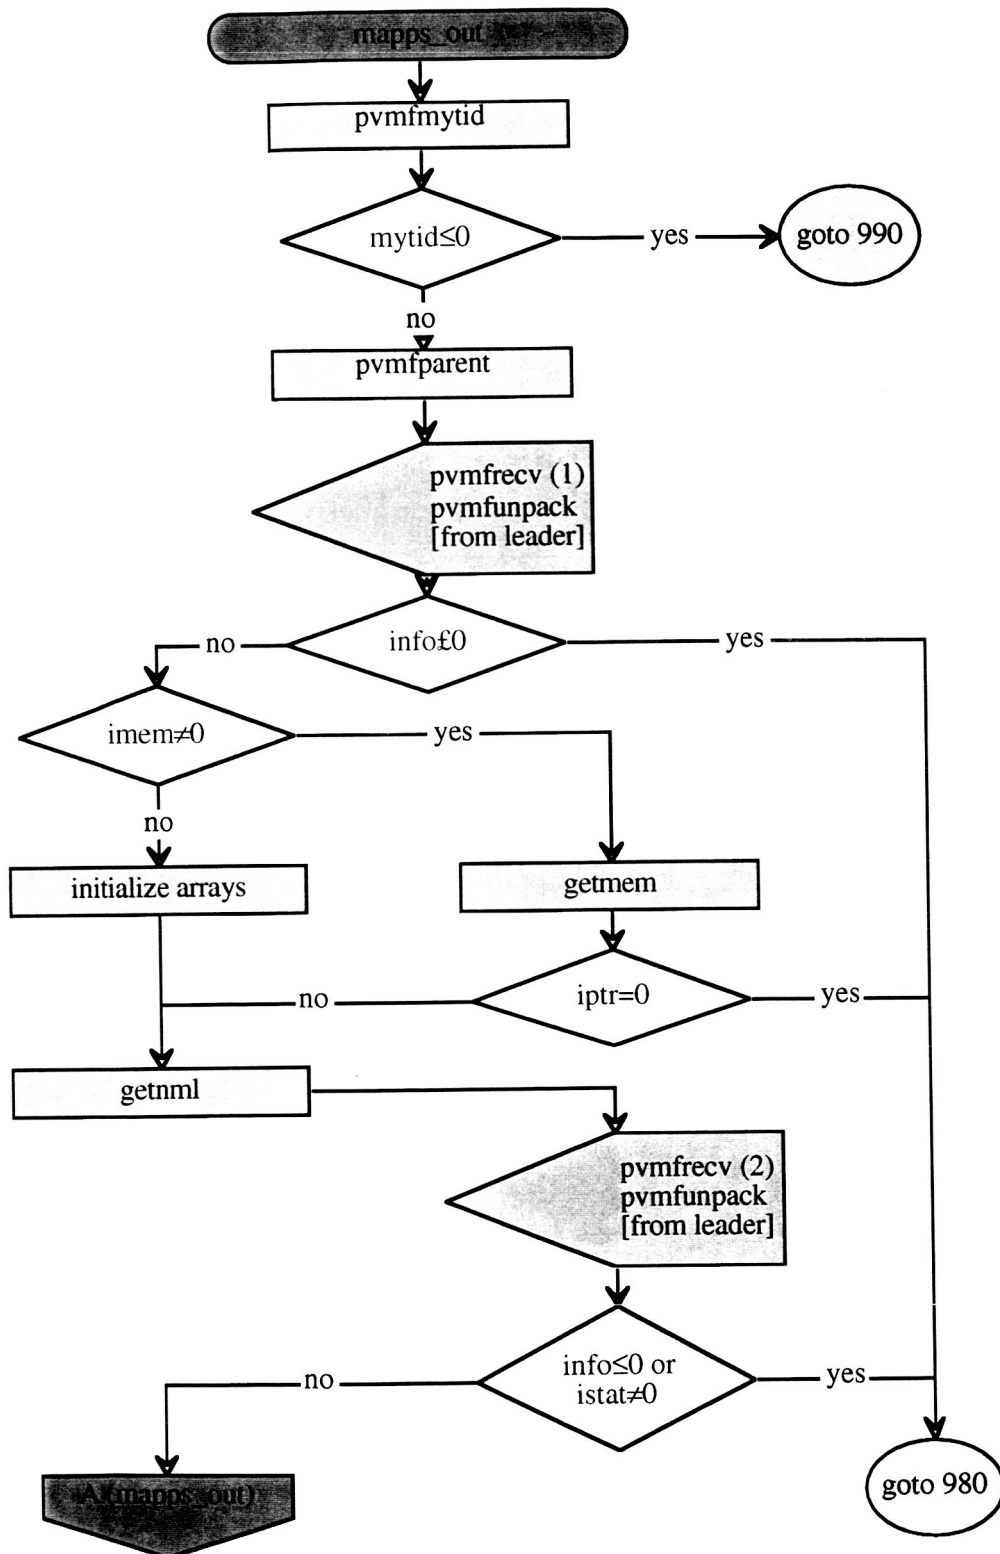 mapps_out
pvmfmytid
mytid≤0
yes
goto 990
no
pvmfparent
pvmfrecv (1)
pvmfunpack
[from leader]
info£0
no
yes
imem≠0
yes
no
initialize arrays
getmem
iptr=0
no
yes
getnml
pvmfrecv (2)
pvmfunpack
[from leader]
info≤0 or
istat≠0
no
yes
A (mapps_out)
goto 980